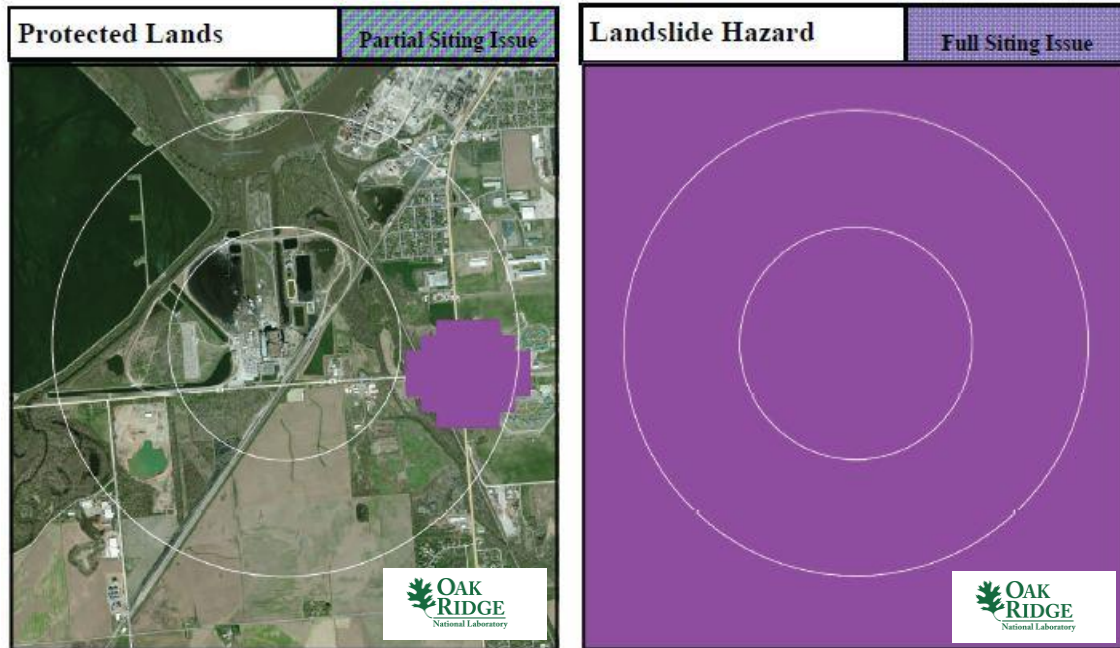 Protected Lands
Partial Siting Issue
Landslide Hazard
Full Siting Issue
OAK
RIDGE
National Laboratory
OAK
RIDGE
National Laboratory